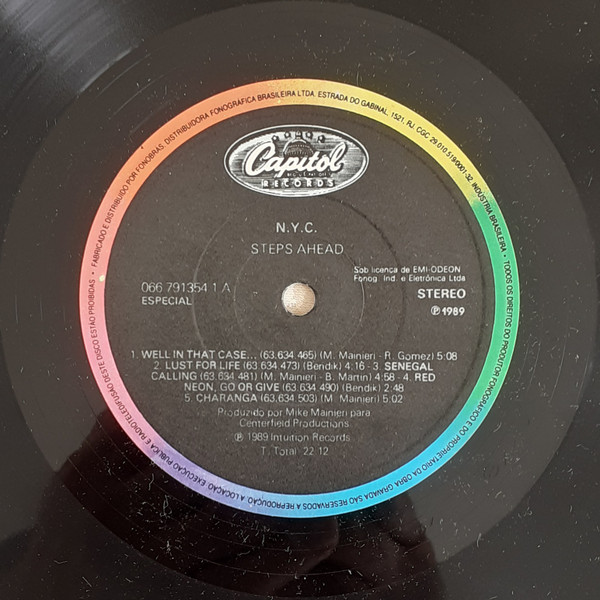 FABRICADO E DISTRIBUÍDO POR FONOBRAS. DISTRIBUIDORA FONOGRÁFICA BRASILEIRA LTDA. ESTRADA DO GABINAL, 1521, RJ. CGC 29.010.519/0001-32. INDÚSTRIA BRASILEIRA • TODOS OS DIREITOS DO PRODUTOR FONOGRÁFICO E DO PROPRIETÁRIO DA OBRA GRAVADA SÃO RESERVADOS. A REPRODUÇÃO, A LOCAÇÃO, EXECUÇÃO PÚBLICA E RADIOTELEDIFUSÃO DESTE DISCO ESTÃO PROIBIDAS •
Capitol
RECORDS
N.Y.C.
STEPS AHEAD
066 791354 1 A
ESPECIAL
Sob licença de EMI-ODEON
Fonog. Ind. e Eletrônica Ltda
STEREO
℗ 1989
1. WELL IN THAT CASE... (63.634 465) (M. Mainieri - R. Gomez) 5:08
2. LUST FOR LIFE (63.634 473) (Bendik) 4:16 - 3. SENEGAL
CALLING (63.634.481) (M. Mainieri - B. Martin) 4:58 - 4. RED
NEON, GO OR GIVE (63.634 490) (Bendik) 2:48
5. CHARANGA (63.634 503) (M. Mainieri) 5:02
Produzido por Mike Mainieri para
Centerfield Productions.
℗ 1989 Intuition Records
T. Total: 22:12